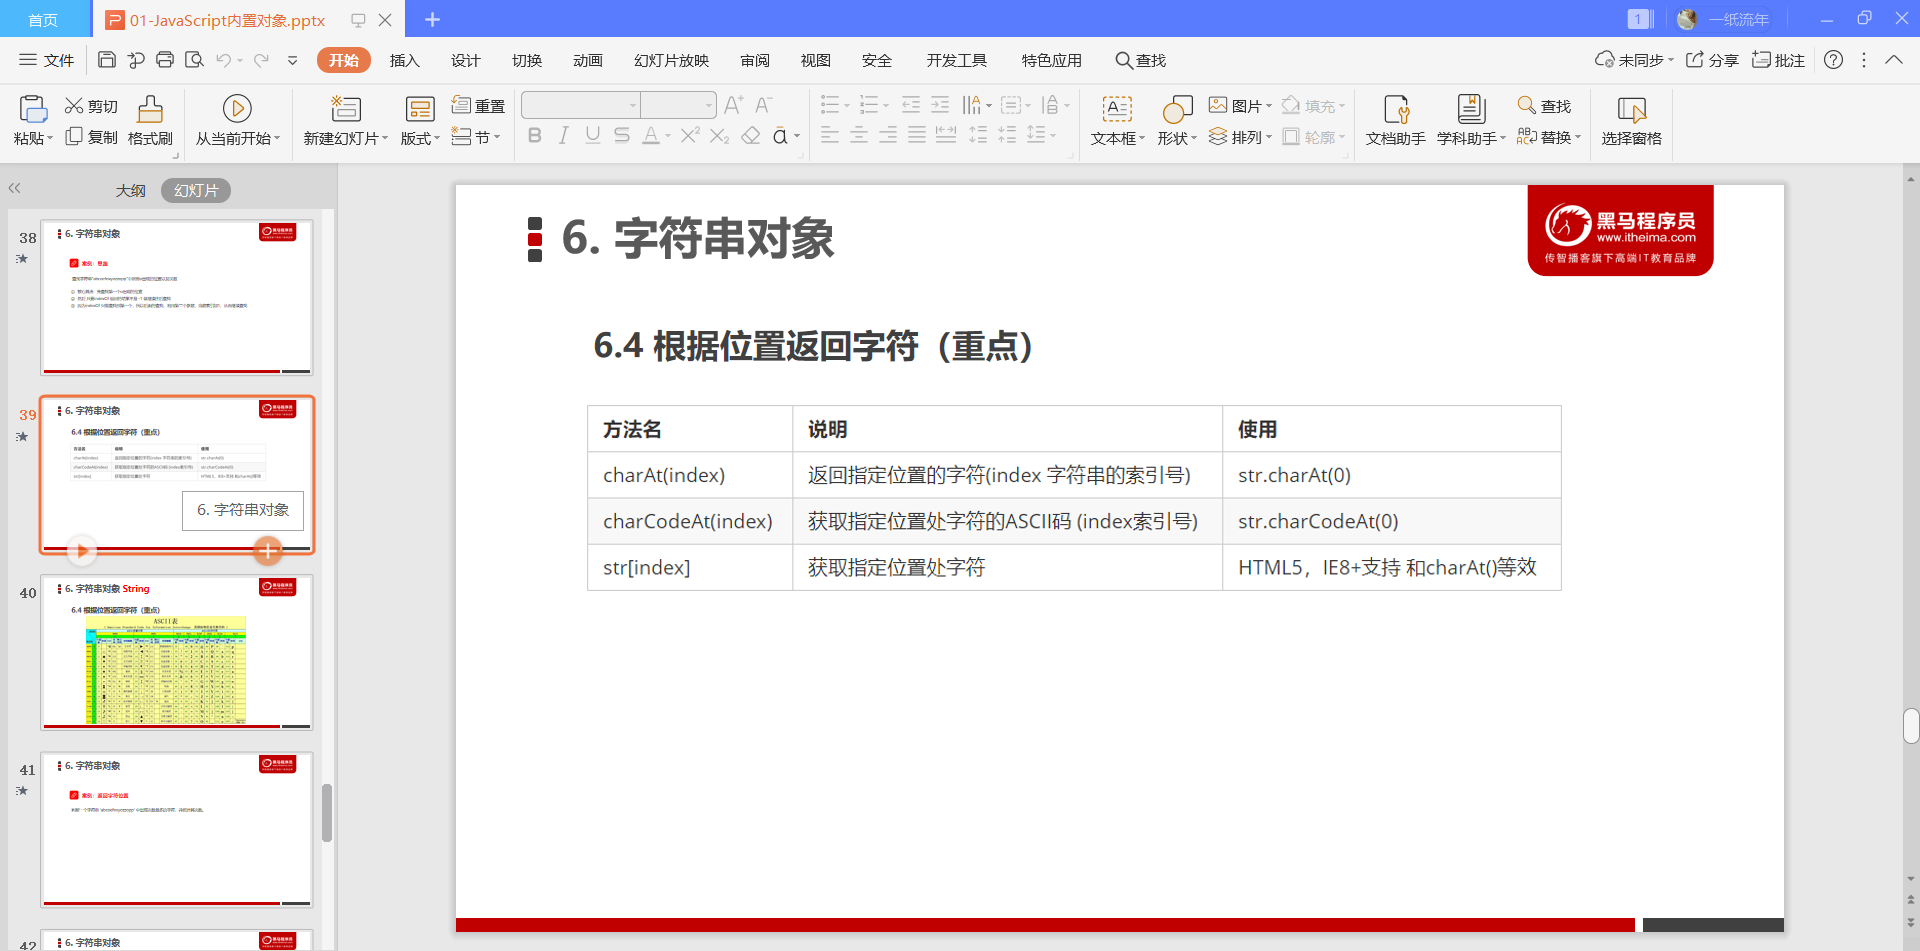 首页
01-JavaScript内置对象.pptx
1
一纸流年
文件
开始
插入
设计
切换
动画
幻灯片放映
审阅
视图
安全
开发工具
特色应用
查找
未同步
分享
批注
粘贴
剪切
复制
格式刷
从当前开始
新建幻灯片
版式
重置
节
文本框
形状
图片
排列
填充
轮廓
文档助手
学科助手
查找
替换
选择窗格
大纲
幻灯片
38
6. 字符串对象
39
6. 字符串对象
6.4 根据位置返回字符（重点）
6. 字符串对象
40
6. 字符串对象 String
6.4 根据位置返回字符（重点）
ASCII表
41
6. 字符串对象
案例：返回字符位置
42
6. 字符串对象
6. 字符串对象
黑马程序员
www.itheima.com
传智播客旗下高端IT教育品牌
6.4 根据位置返回字符（重点）
方法名 说明 使用
charAt(index) 返回指定位置的字符(index 字符串的索引号) str.charAt(0)
charCodeAt(index) 获取指定位置处字符的ASCII码 (index索引号) str.charCodeAt(0)
str[index] 获取指定位置处字符 HTML5，IE8+支持 和charAt()等效